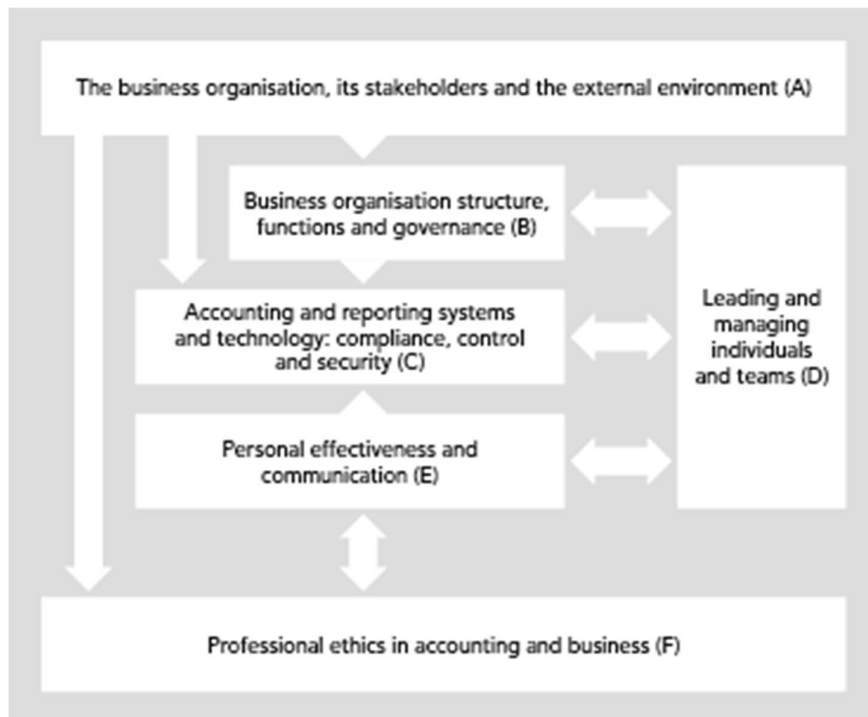 The business organisation, its stakeholders and the external environment (A)
Business organisation structure,
functions and governance (B)
Accounting and reporting systems
and technology: compliance, control
and security (C)
Leading and
managing
individuals
and teams (D)
Personal effectiveness and
communication (E)
Professional ethics in accounting and business (F)